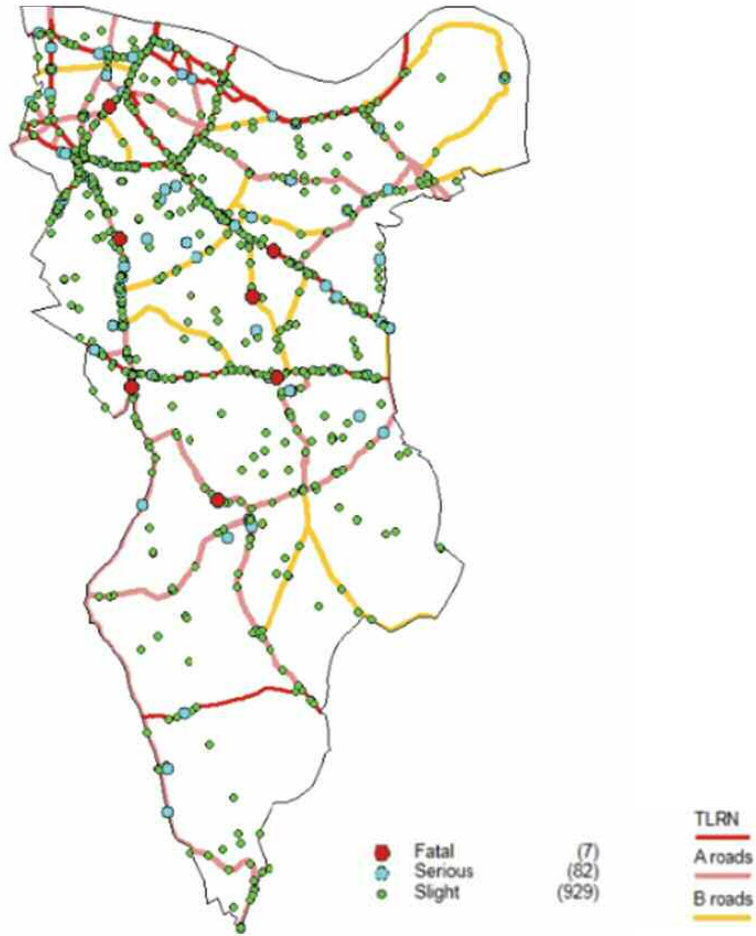 TLRN
A roads
B roads
Fatal (7)
Serious (82)
Slight (929)